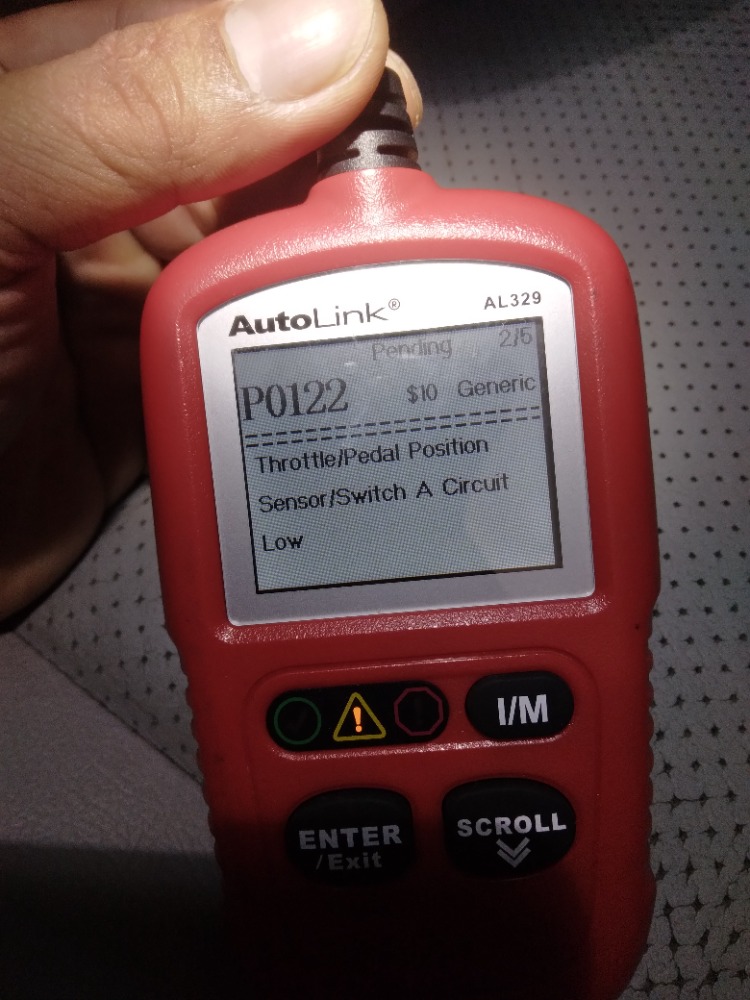 AutoLink® AL329
Pending 2/5
P0122 $10 Generic
Throttle/Pedal Position
Sensor/Switch A Circuit
Low
!
I/M
ENTER
/Exit
SCROLL